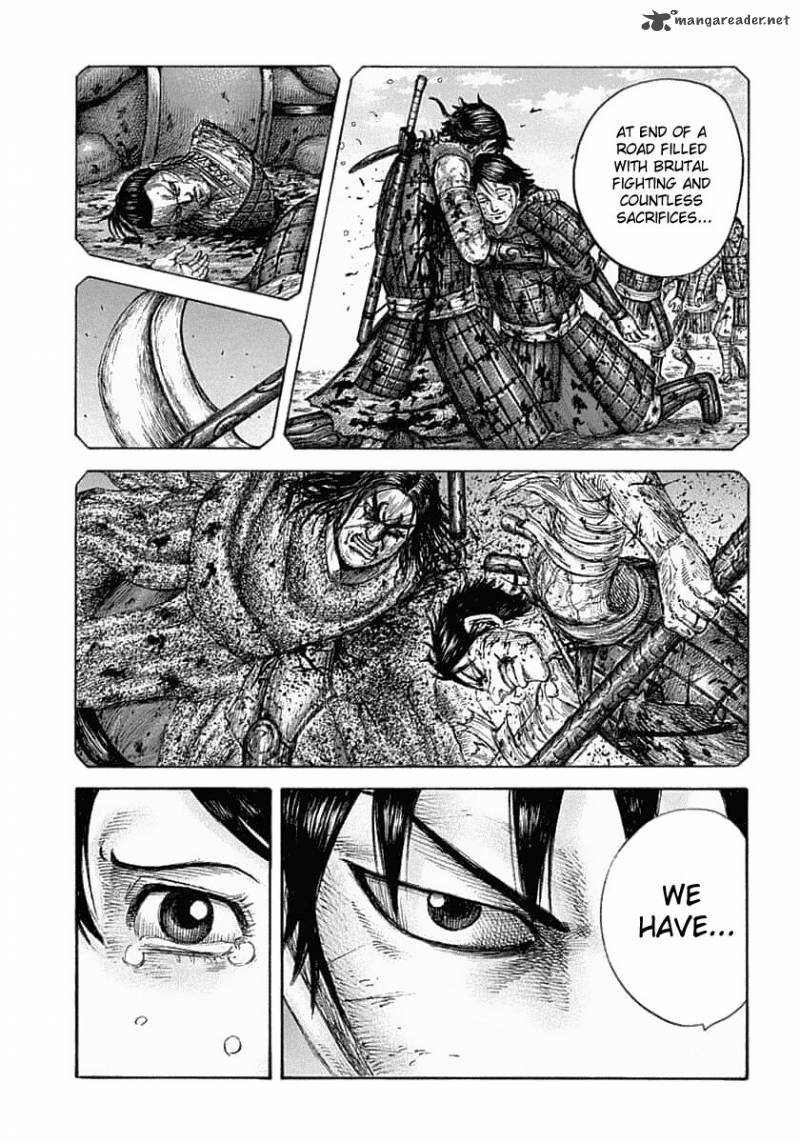 mangareader.net
AT END OF A
ROAD FILLED
WITH BRUTAL
FIGHTING AND
COUNTLESS
SACRIFICES...
WE
HAVE...